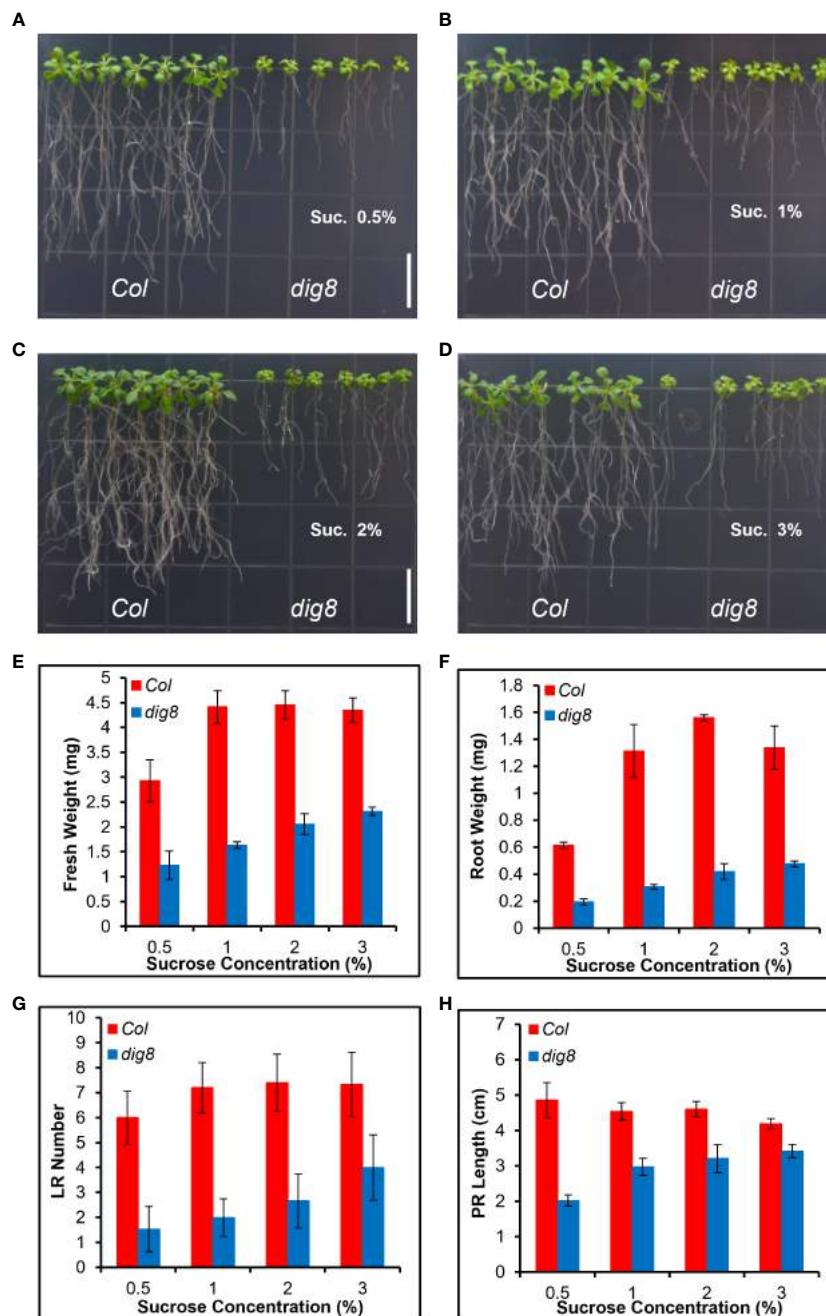 A
Suc. 0.5%
Col
dig8
B
Suc. 1%
Col
dig8
C
Suc. 2%
Col
dig8
D
Suc. 3%
Col
dig8
E
Fresh Weight (mg)
5
4.5
4
3.5
3
2.5
2
1.5
1
0.5
0
Col
dig8
0.5 1 2 3
Sucrose Concentration (%)
F
Root Weight (mg)
1.8
1.6
1.4
1.2
1
0.8
0.6
0.4
0.2
0
Col
dig8
0.5 1 2 3
Sucrose Concentration (%)
G
LR Number
10
9
8
7
6
5
4
3
2
1
0
Col
dig8
0.5 1 2 3
Sucrose Concentration (%)
H
PR Length (cm)
7
6
5
4
3
2
1
0
Col
dig8
0.5 1 2 3
Sucrose Concentration (%)